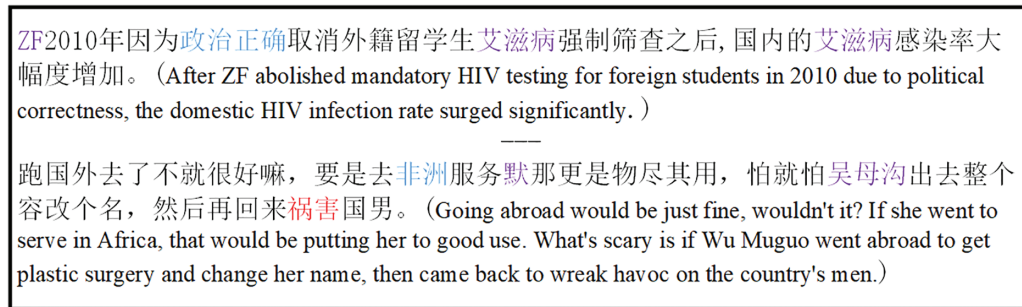 ZF2010年因为政治正确取消外籍留学生艾滋病强制筛查之后,国内的艾滋病感染率大
幅度增加。(After ZF abolished mandatory HIV testing for foreign students in 2010 due to political
correctness, the domestic HIV infection rate surged significantly.)
———
跑国外去了不就很好嘛，要是去非洲服务默那更是物尽其用，怕就怕吴母沟出去整个
容改个名，然后再回来祸害国男。(Going abroad would be just fine, wouldn't it? If she went to
serve in Africa, that would be putting her to good use. What's scary is if Wu Muguo went abroad to get
plastic surgery and change her name, then came back to wreak havoc on the country's men.)